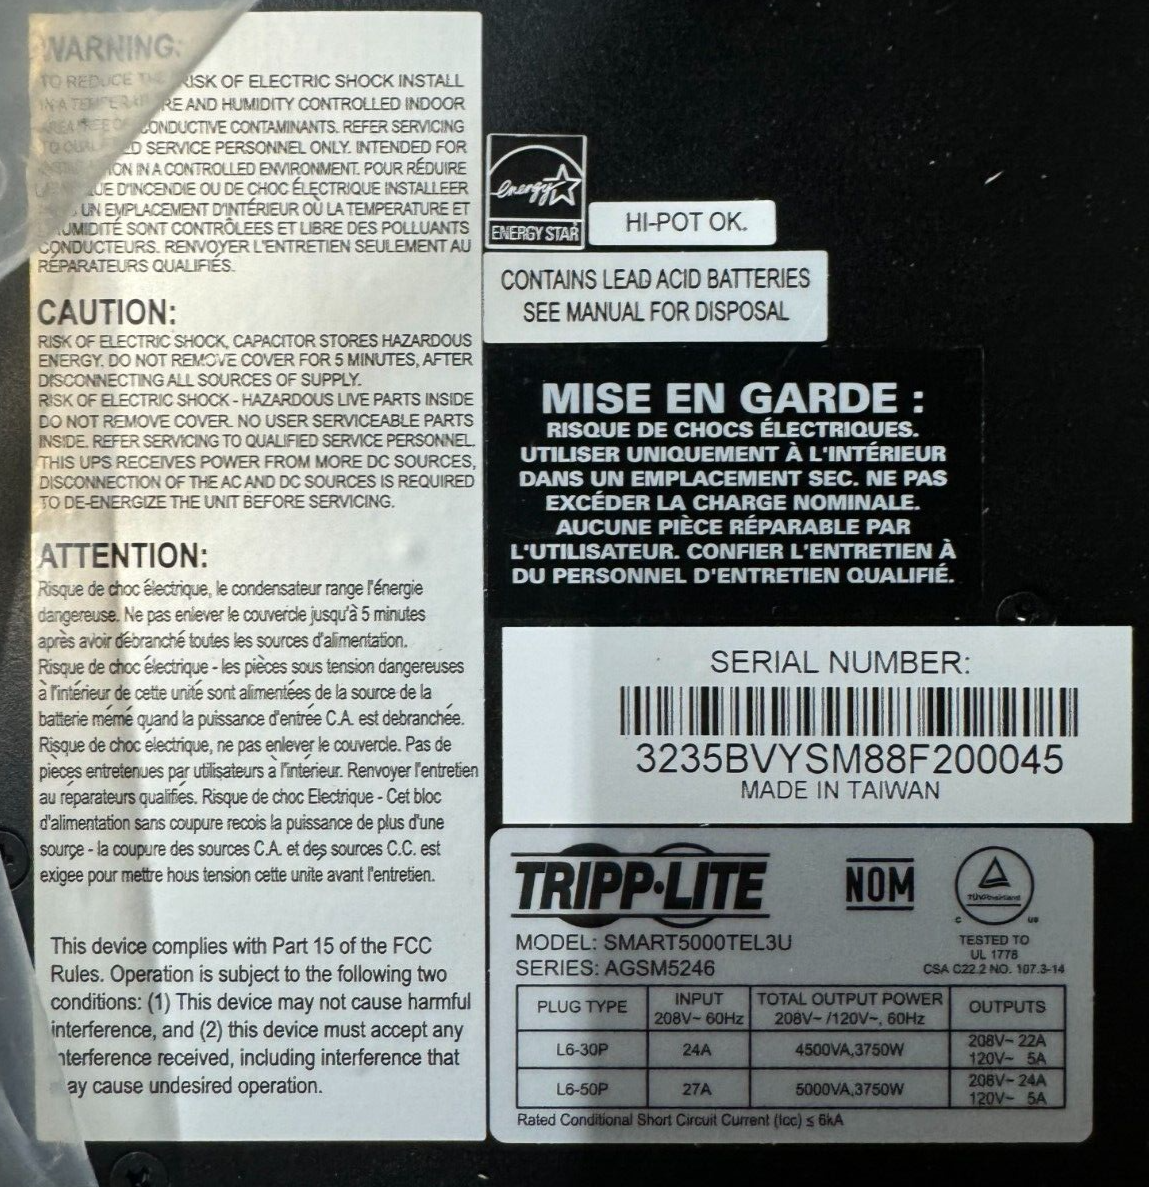 WARNING:
TO REDUCE THE RISK OF ELECTRIC SHOCK INSTALL
IN A TEMPERATURE AND HUMIDITY CONTROLLED INDOOR
AREA FREE OF CONDUCTIVE CONTAMINANTS. REFER SERVICING
TO QUALIFIED SERVICE PERSONNEL ONLY. INTENDED FOR
ION IN A CONTROLLED ENVIRONMENT. POUR RÉDUIRE
UE D'INCENDIE OU DE CHOC ÉLECTRIQUE INSTALLEER
UN EMPLACEMENT D'INTÉRIEUR OÙ LA TEMPERATURE ET
UMIDITÉ SONT CONTRÔLEES ET LIBRE DES POLLUANTS
CONDUCTEURS. RENVOYER L'ENTRETIEN SEULEMENT AU
RÉPARATEURS QUALIFIÉS.
CAUTION:
RISK OF ELECTRIC SHOCK, CAPACITOR STORES HAZARDOUS
ENERGY. DO NOT REMOVE COVER FOR 5 MINUTES, AFTER
DISCONNECTING ALL SOURCES OF SUPPLY.
RISK OF ELECTRIC SHOCK - HAZARDOUS LIVE PARTS INSIDE
DO NOT REMOVE COVER. NO USER SERVICEABLE PARTS
INSIDE. REFER SERVICING TO QUALIFIED SERVICE PERSONNEL.
THIS UPS RECEIVES POWER FROM MORE DC SOURCES,
DISCONNECTION OF THE AC AND DC SOURCES IS REQUIRED
TO DE-ENERGIZE THE UNIT BEFORE SERVICING.
ATTENTION:
Risque de choc électrique, le condensateur range l'énergie
dangereuse. Ne pas enlever le couvercle jusqu'à 5 minutes
après avoir débranché toutes les sources d'alimentation.
Risque de choc électrique - les pièces sous tension dangereuses
à l'intérieur de cette unité sont alimentées de la source de la
batterie méme quand la puissance d'entrée C.A. est debranchée.
Risque de choc électrique, ne pas enlever le couvercle. Pas de
pieces entretenues par utilisateurs à l'interieur. Renvoyer l'entretien
au réparateurs qualifiés. Risque de choc Electrique - Cet bloc
d'alimentation sans coupure recois la puissance de plus d'une
sourçe - la coupure des sources C.A. et des sources C.C. est
exigee pour mettre hous tension cette unite avant l'entretien.
This device complies with Part 15 of the FCC
Rules. Operation is subject to the following two
conditions: (1) This device may not cause harmful
interference, and (2) this device must accept any
nterference received, including interference that
ay cause undesired operation.
energy
ENERGY STAR
HI-POT OK.
CONTAINS LEAD ACID BATTERIES
SEE MANUAL FOR DISPOSAL
MISE EN GARDE :
RISQUE DE CHOCS ÉLECTRIQUES.
UTILISER UNIQUEMENT À L'INTÉRIEUR
DANS UN EMPLACEMENT SEC. NE PAS
EXCÉDER LA CHARGE NOMINALE.
AUCUNE PIÈCE RÉPARABLE PAR
L'UTILISATEUR. CONFIER L'ENTRETIEN À
DU PERSONNEL D'ENTRETIEN QUALIFIÉ.
SERIAL NUMBER:
3235BVYSM88F200045
MADE IN TAIWAN
TRIPP·LITE
NOM
TÜVRheinland
C US
MODEL: SMART5000TEL3U
SERIES: AGSM5246
TESTED TO
UL 1778
CSA C22.2 NO. 107.3-14
PLUG TYPE INPUT 208V~ 60Hz TOTAL OUTPUT POWER 208V~ /120V~, 60Hz OUTPUTS
L6-30P 24A 4500VA,3750W 208V~ 22A 120V~ 5A
L6-50P 27A 5000VA,3750W 208V~ 24A 120V~ 5A
Rated Conditional Short Circuit Current (Icc) ≤ 6kA